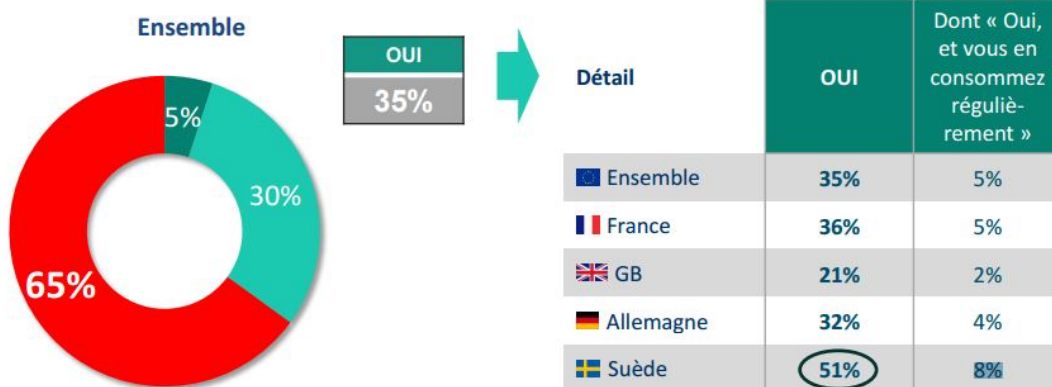 Ensemble
5%
30%
65%
OUI
35%
Détail
OUI
Dont « Oui,
et vous en
consommez
réguliè-
rement »
Ensemble 35% 5%
France 36% 5%
GB 21% 2%
Allemagne 32% 4%
Suède 51% 8%